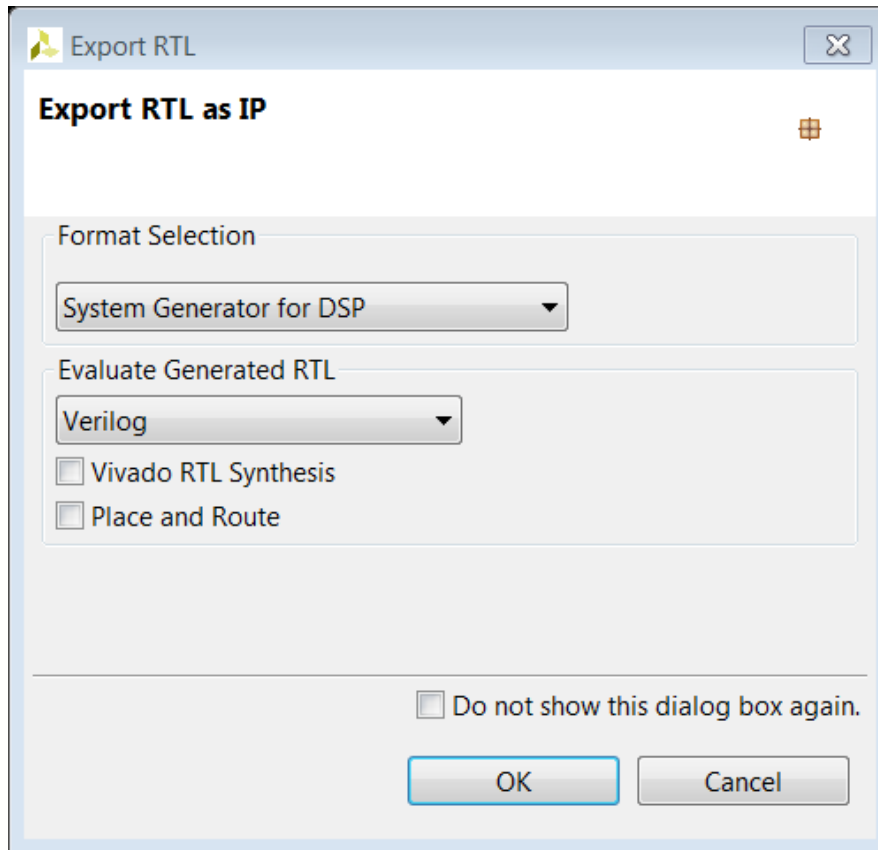 Export RTL
Export RTL as IP
Format Selection
System Generator for DSP
Evaluate Generated RTL
Verilog
Vivado RTL Synthesis
Place and Route
Do not show this dialog box again.
OK Cancel